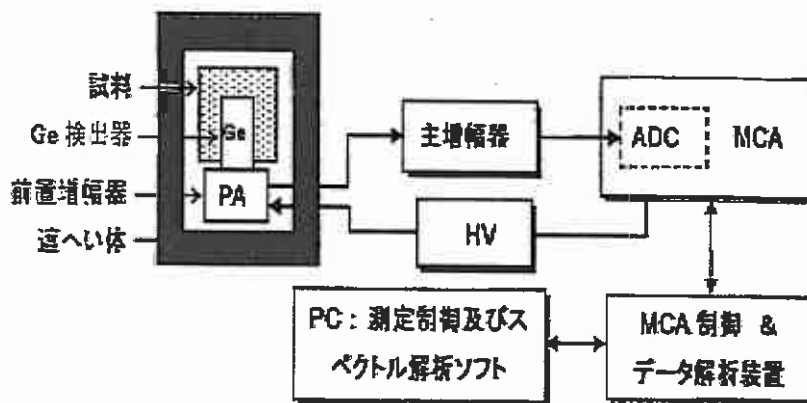 試料
Ge 検出器
前置増幅器
遮へい体
Ge
PA
主増幅器
HV
ADC
MCA
PC： 測定制御及びス
ペクトル解析ソフト
MCA 制御 ＆
データ解析装置